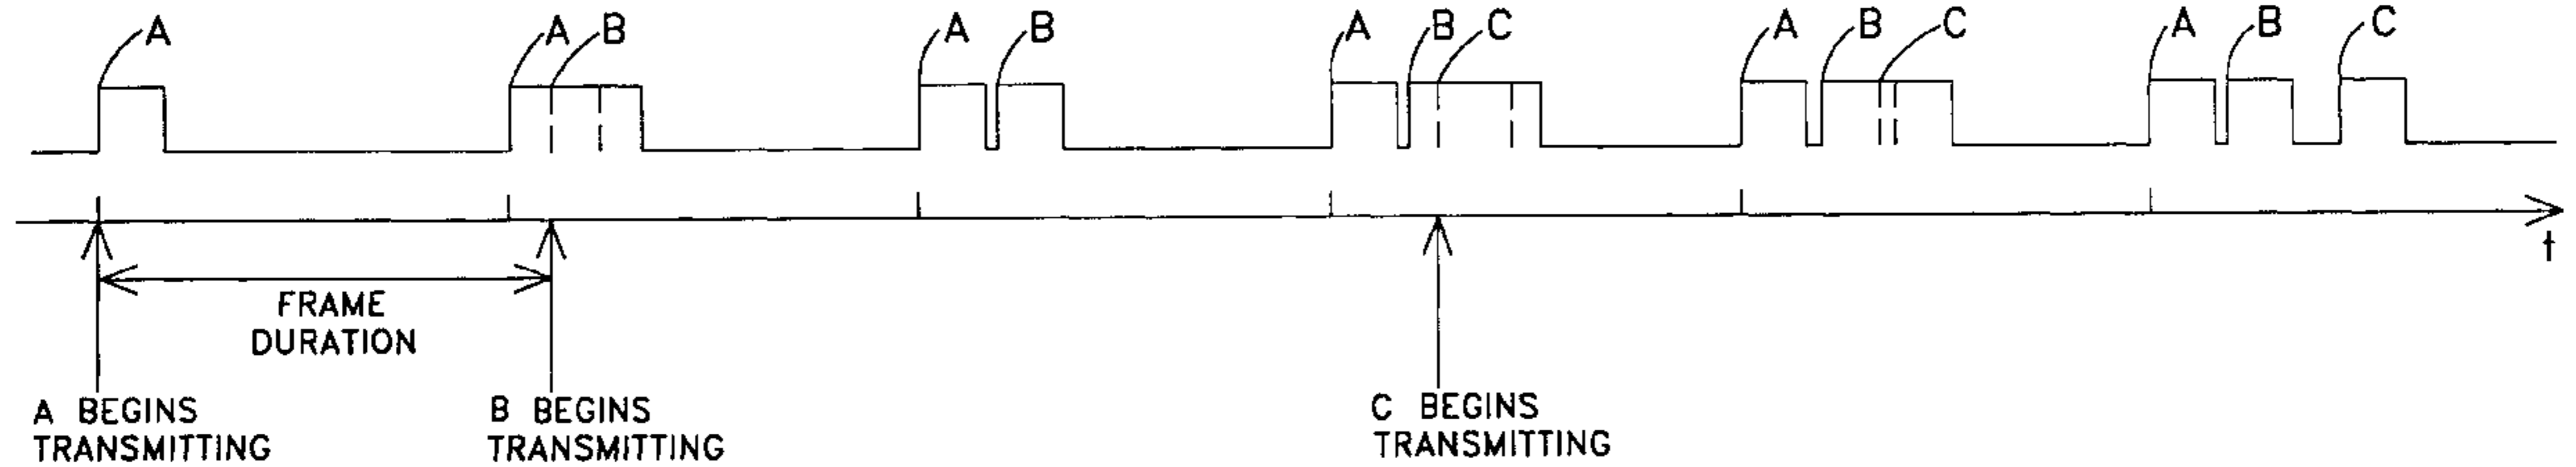 A A B A B A B C A B C A B C
t
FRAME
DURATION
A BEGINS
TRANSMITTING
B BEGINS
TRANSMITTING
C BEGINS
TRANSMITTING